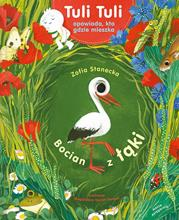 Tuli Tuli
opowiada, kto
gdzie mieszka
Zofia Stanecka
Bocian z łąki